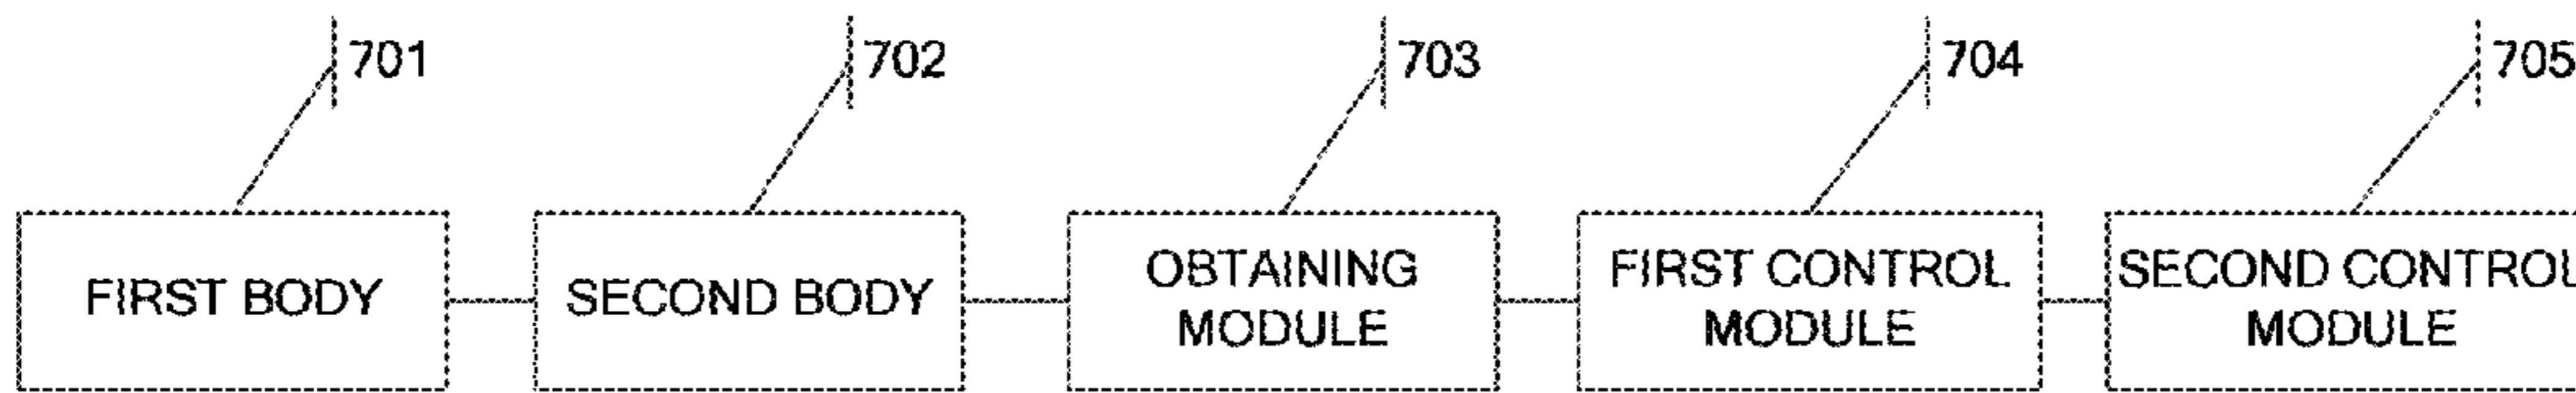 701 702 703 704 705
FIRST BODY SECOND BODY OBTAINING MODULE FIRST CONTROL MODULE SECOND CONTROL MODULE